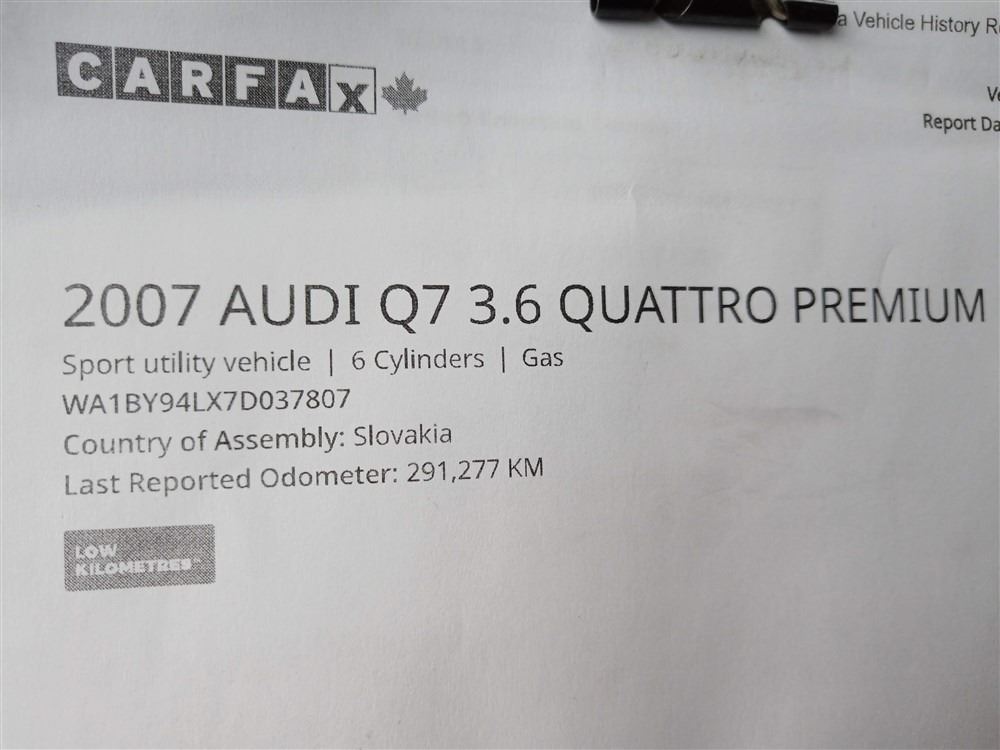 a Vehicle History R
CARFAX
Report Da
2007 AUDI Q7 3.6 QUATTRO PREMIUM
Sport utility vehicle | 6 Cylinders | Gas
WA1BY94LX7D037807
Country of Assembly: Slovakia
Last Reported Odometer: 291,277 KM
LOW
KILOMETRES™